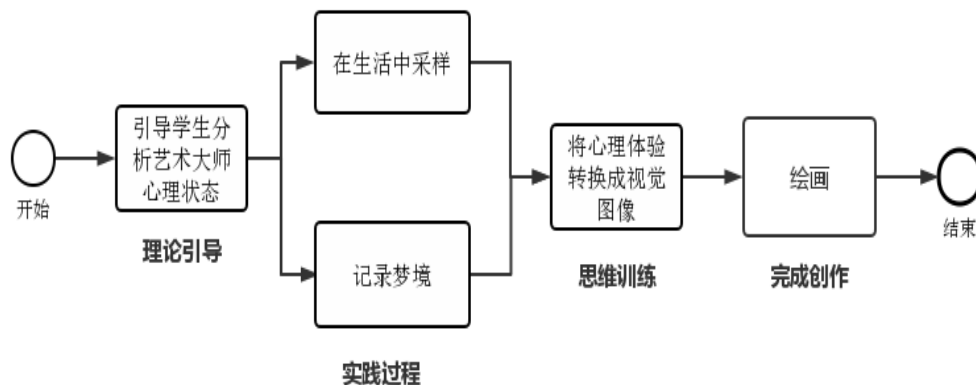 开始
引导学生分
析艺术大师
心理状态
理论引导
在生活中采样
记录梦境
实践过程
将心理体验
转换成视觉
图像
思维训练
绘画
完成创作
结束